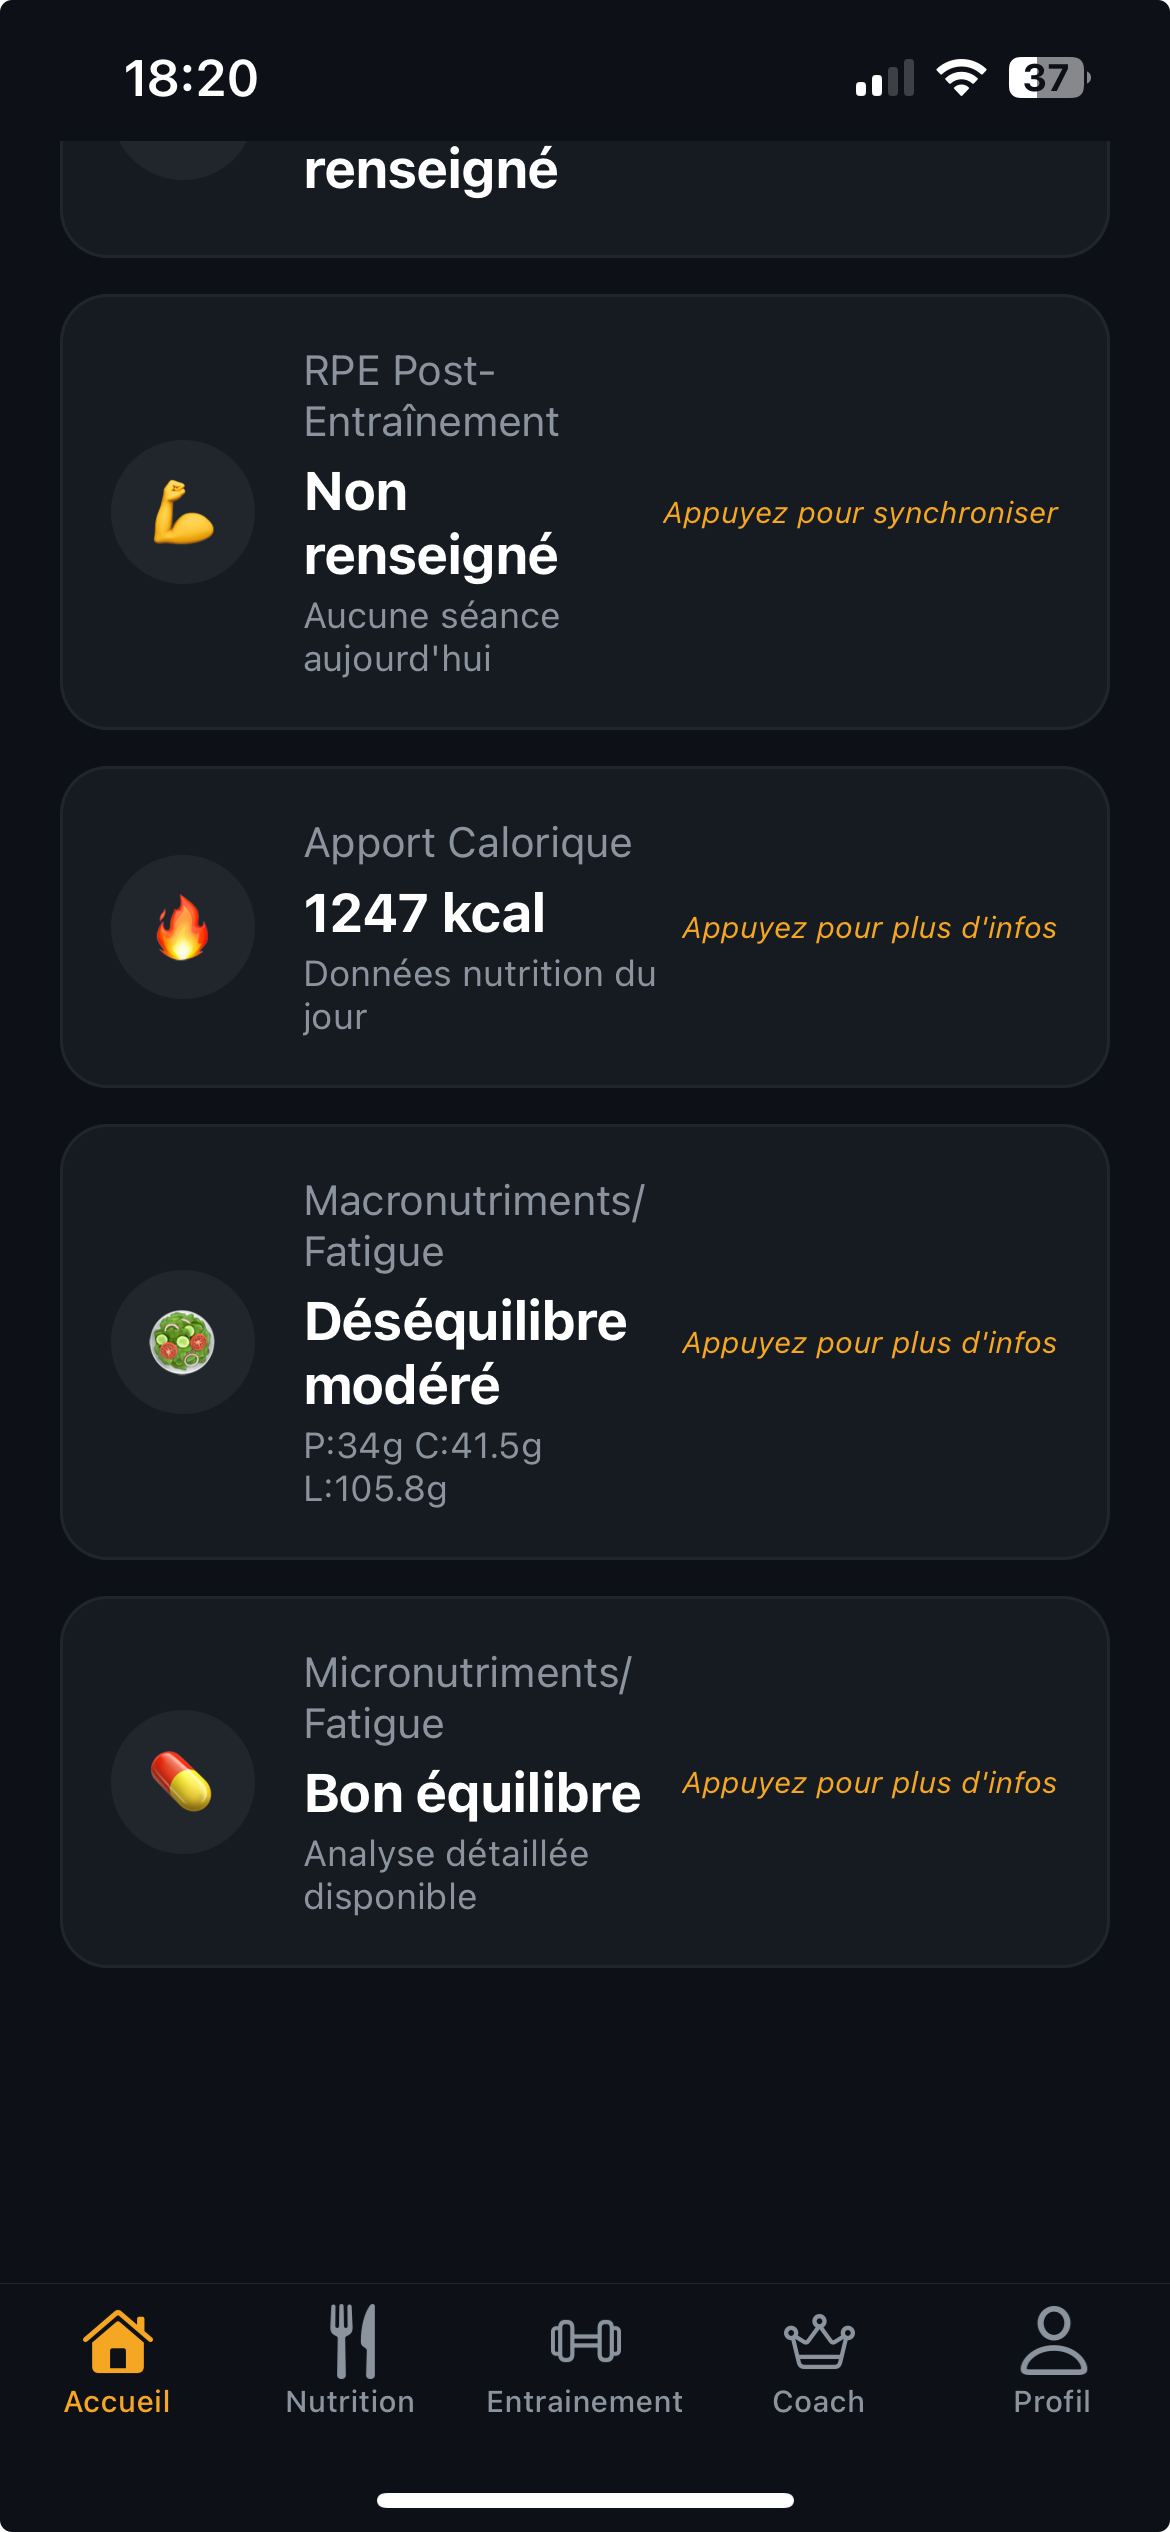 18:20
37
renseigné
RPE Post-
Entraînement
Non
renseigné
Aucune séance
aujourd'hui
Appuyez pour synchroniser
Apport Calorique
1247 kcal
Données nutrition du
jour
Appuyez pour plus d'infos
Macronutriments/
Fatigue
Déséquilibre
modéré
P:34g C:41.5g
L:105.8g
Appuyez pour plus d'infos
Micronutriments/
Fatigue
Bon équilibre
Analyse détaillée
disponible
Appuyez pour plus d'infos
Accueil
Nutrition
Entrainement
Coach
Profil